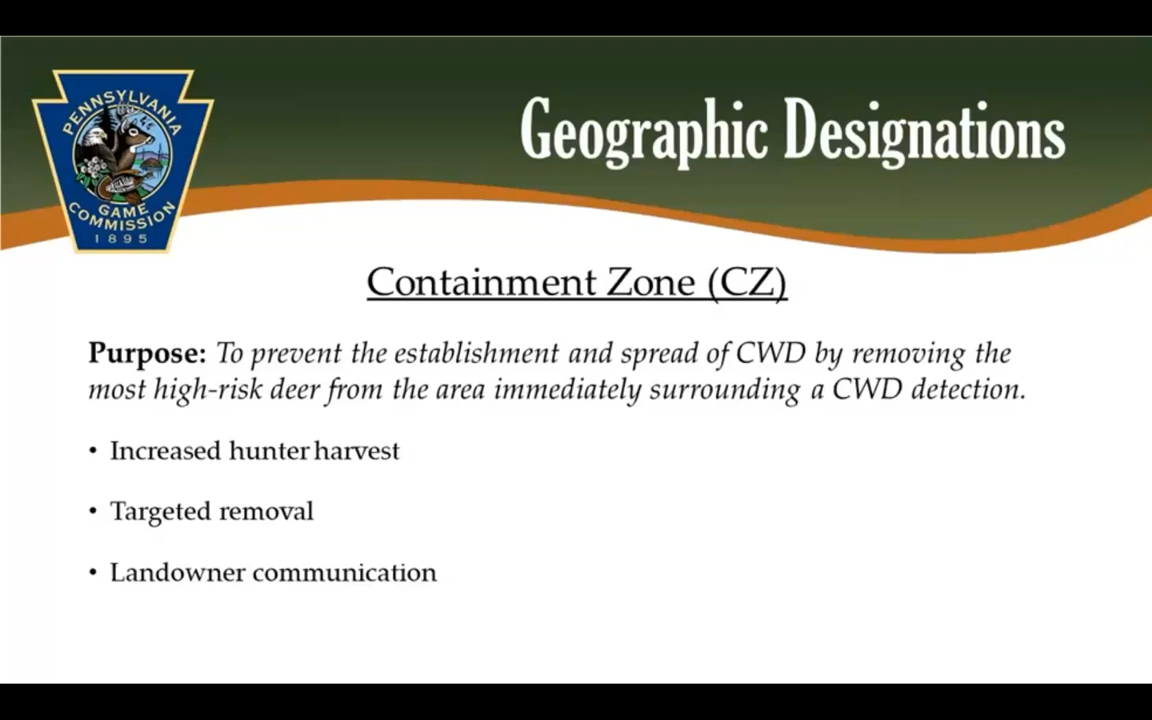 PENNSYLVANIA
GAME
COMMISSION
1895
Geographic Designations
Containment Zone (CZ)
Purpose: To prevent the establishment and spread of CWD by removing the
most high-risk deer from the area immediately surrounding a CWD detection.
• Increased hunter harvest
• Targeted removal
• Landowner communication